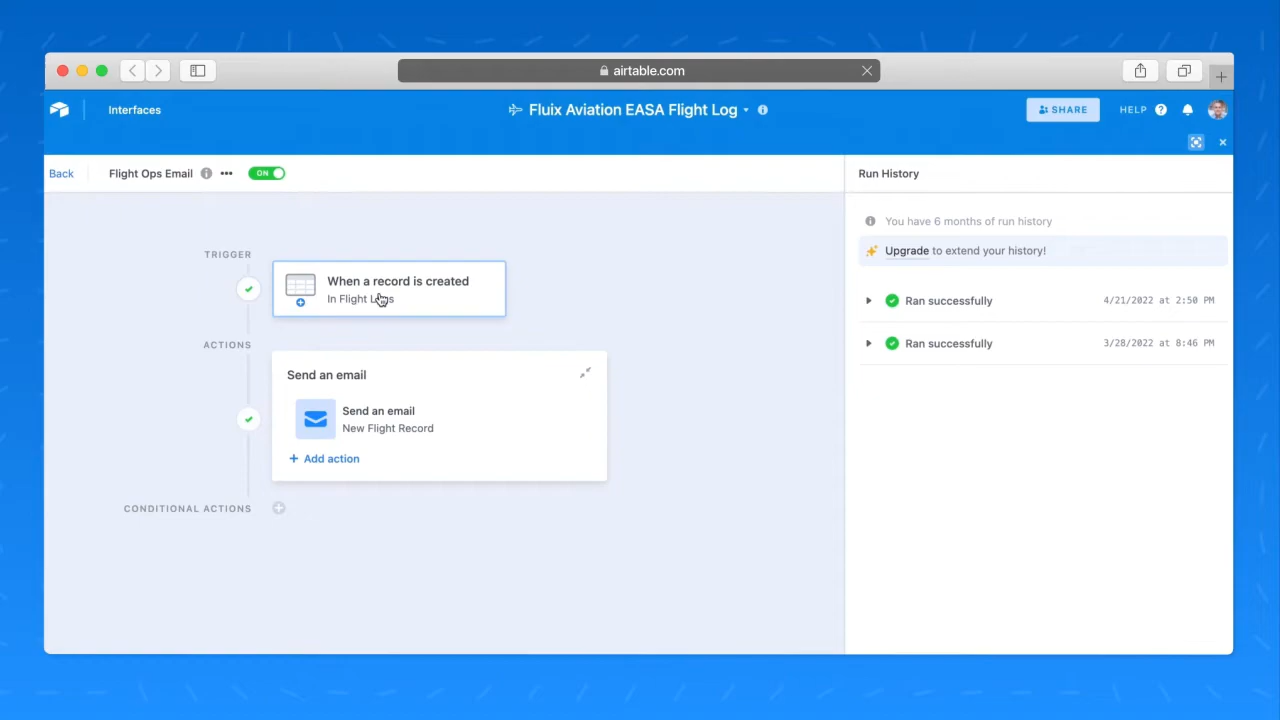 airtable.com
Interfaces
Fluix Aviation EASA Flight Log
SHARE
HELP
Back
Flight Ops Email
ON
Run History
You have 6 months of run history
Upgrade to extend your history!
TRIGGER
When a record is created
In Flight Logs
Ran successfully
4/21/2022 at 2:50 PM
ACTIONS
Ran successfully
3/28/2022 at 8:46 PM
Send an email
Send an email
New Flight Record
+ Add action
CONDITIONAL ACTIONS